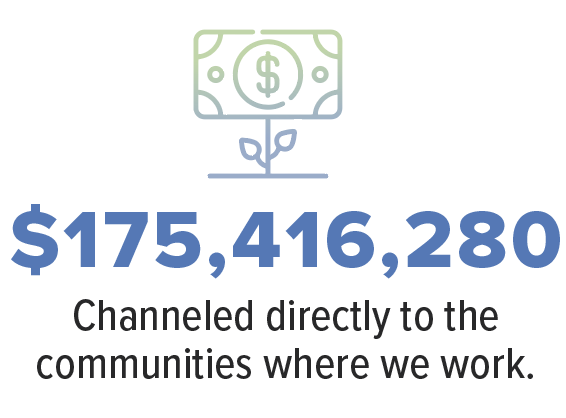 $
$175,416,280
Channeled directly to the
communities where we work.